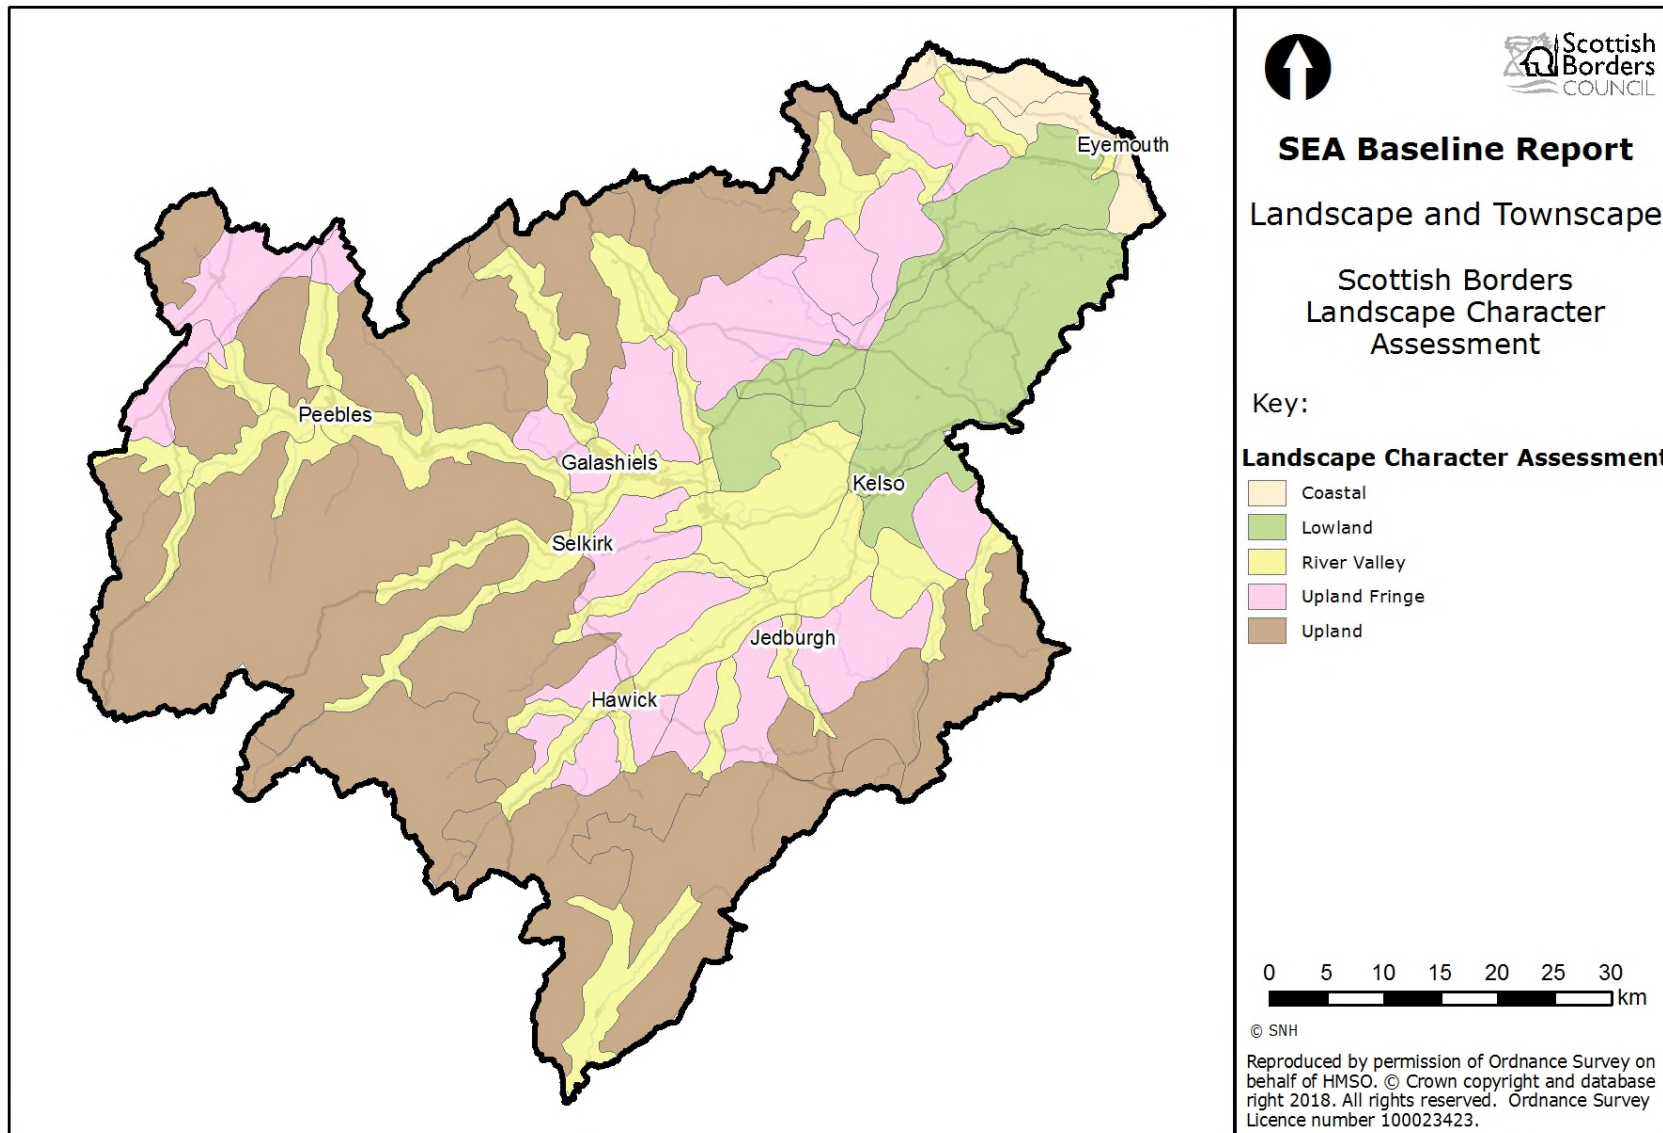 Scottish
Borders
COUNCIL
SEA Baseline Report
Landscape and Townscape
Scottish Borders
Landscape Character
Assessment
Key:
Landscape Character Assessment
Coastal
Lowland
River Valley
Upland Fringe
Upland
Eyemouth
Peebles
Galashiels
Kelso
Selkirk
Jedburgh
Hawick
0 5 10 15 20 25 30
km
© SNH
Reproduced by permission of Ordnance Survey on
behalf of HMSO. © Crown copyright and database
right 2018. All rights reserved. Ordnance Survey
Licence number 100023423.